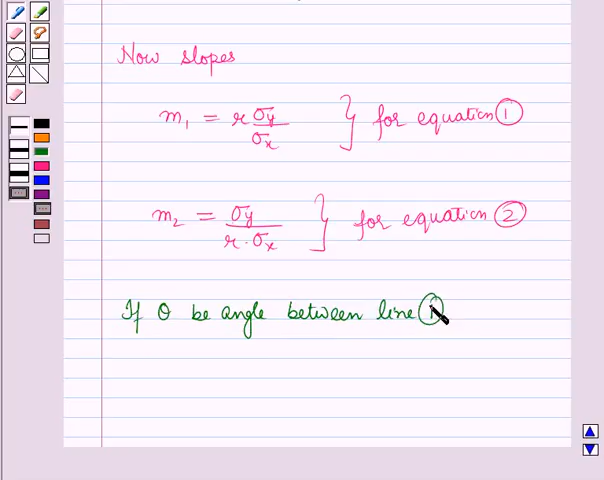 Now slopes
m₁ = r σy/σx } for equation ①
m₂ = σy/r·σx } for equation ②
If θ be angle between line ①